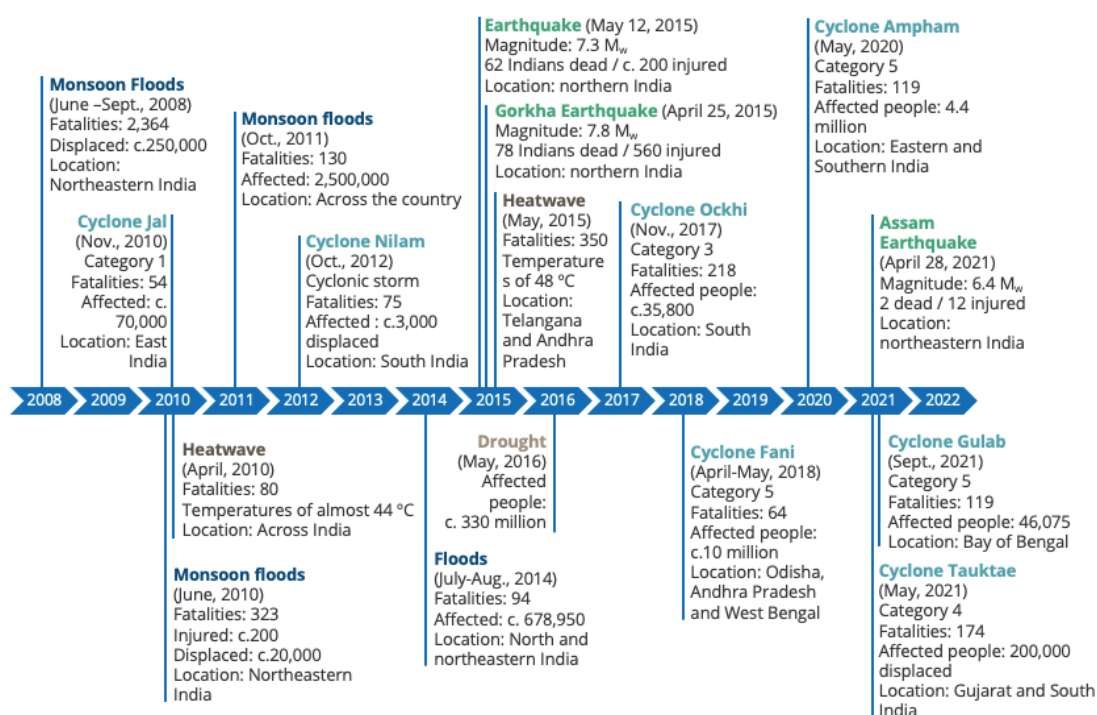 Monsoon Floods
(June –Sept., 2008)
Fatalities: 2,364
Displaced: c.250,000
Location:
Northeastern India
Cyclone Jal
(Nov., 2010)
Category 1
Fatalities: 54
Affected: c.
70,000
Location: East
India
Monsoon floods
(Oct., 2011)
Fatalities: 130
Affected: 2,500,000
Location: Across the country
Cyclone Nilam
(Oct., 2012)
Cyclonic storm
Fatalities: 75
Affected : c.3,000
displaced
Location: South India
Earthquake (May 12, 2015)
Magnitude: 7.3 Mw
62 Indians dead / c. 200 injured
Location: northern India
Gorkha Earthquake (April 25, 2015)
Magnitude: 7.8 Mw
78 Indians dead / 560 injured
Location: northern India
Heatwave
(May, 2015)
Fatalities: 350
Temperature
s of 48 ºC
Location:
Telangana
and Andhra
Pradesh
Cyclone Ockhi
(Nov., 2017)
Category 3
Fatalities: 218
Affected people:
c.35,800
Location: South
India
Cyclone Ampham
(May, 2020)
Category 5
Fatalities: 119
Affected people: 4.4
million
Location: Eastern and
Southern India
Assam
Earthquake
(April 28, 2021)
Magnitude: 6.4 Mw
2 dead / 12 injured
Location:
northeastern India
2008 2009 2010 2011 2012 2013 2014 2015 2016 2017 2018 2019 2020 2021 2022
Heatwave
(April, 2010)
Fatalities: 80
Temperatures of almost 44 ºC
Location: Across India
Monsoon floods
(June, 2010)
Fatalities: 323
Injured: c.200
Displaced: c.20,000
Location: Northeastern
India
Drought
(May, 2016)
Affected
people:
c. 330 million
Floods
(July-Aug., 2014)
Fatalities: 94
Affected: c. 678,950
Location: North and
northeastern India
Cyclone Fani
(April-May, 2018)
Category 5
Fatalities: 64
Affected people:
c.10 million
Location: Odisha,
Andhra Pradesh
and West Bengal
Cyclone Gulab
(Sept., 2021)
Category 5
Fatalities: 119
Affected people: 46,075
Location: Bay of Bengal
Cyclone Tauktae
(May, 2021)
Category 4
Fatalities: 174
Affected people: 200,000
displaced
Location: Gujarat and South
India